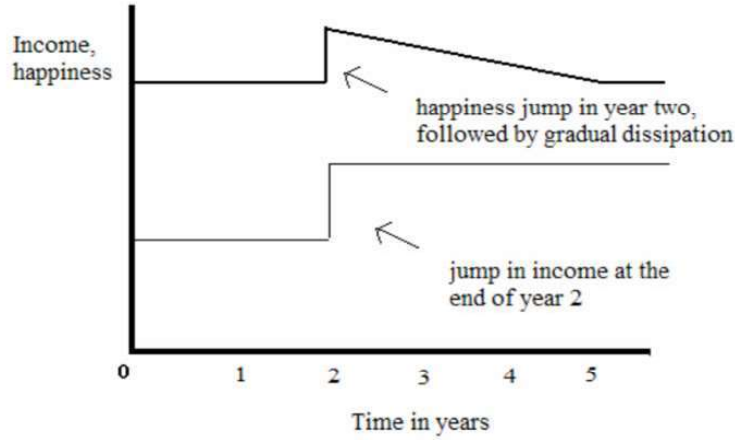 Income,
happiness
happiness jump in year two,
followed by gradual dissipation
jump in income at the
end of year 2
0 1 2 3 4 5
Time in years